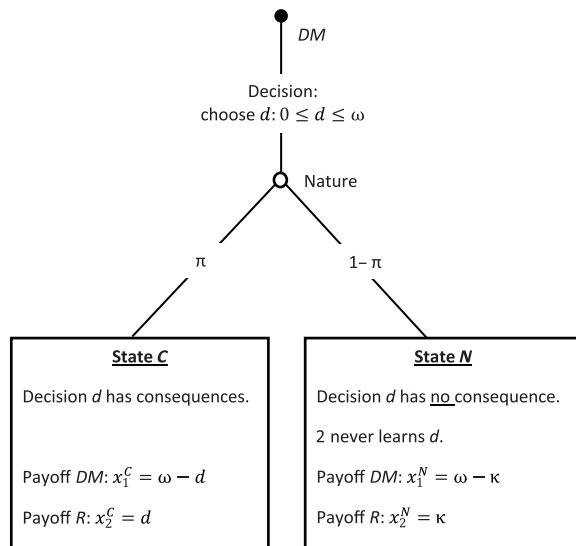 DM
Decision:
choose d: 0 ≤ d ≤ ω
Nature
π
1− π
State C
Decision d has consequences.
Payoff DM: x₁ᶜ = ω − d
Payoff R: x₂ᶜ = d
State N
Decision d has no consequence.
2 never learns d.
Payoff DM: x₁ᴺ = ω − κ
Payoff R: x₂ᴺ = κ